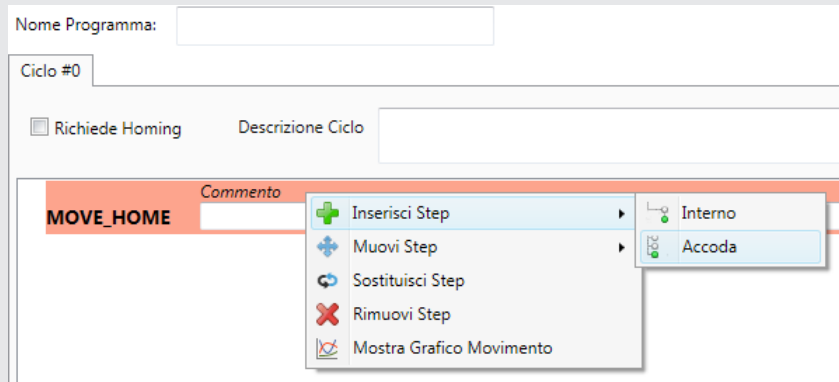 Nome Programma:
Ciclo #0
Richiede Homing
Descrizione Ciclo
Commento
MOVE_HOME
Inserisci Step
Interno
Muovi Step
Accoda
Sostituisci Step
Rimuovi Step
Mostra Grafico Movimento